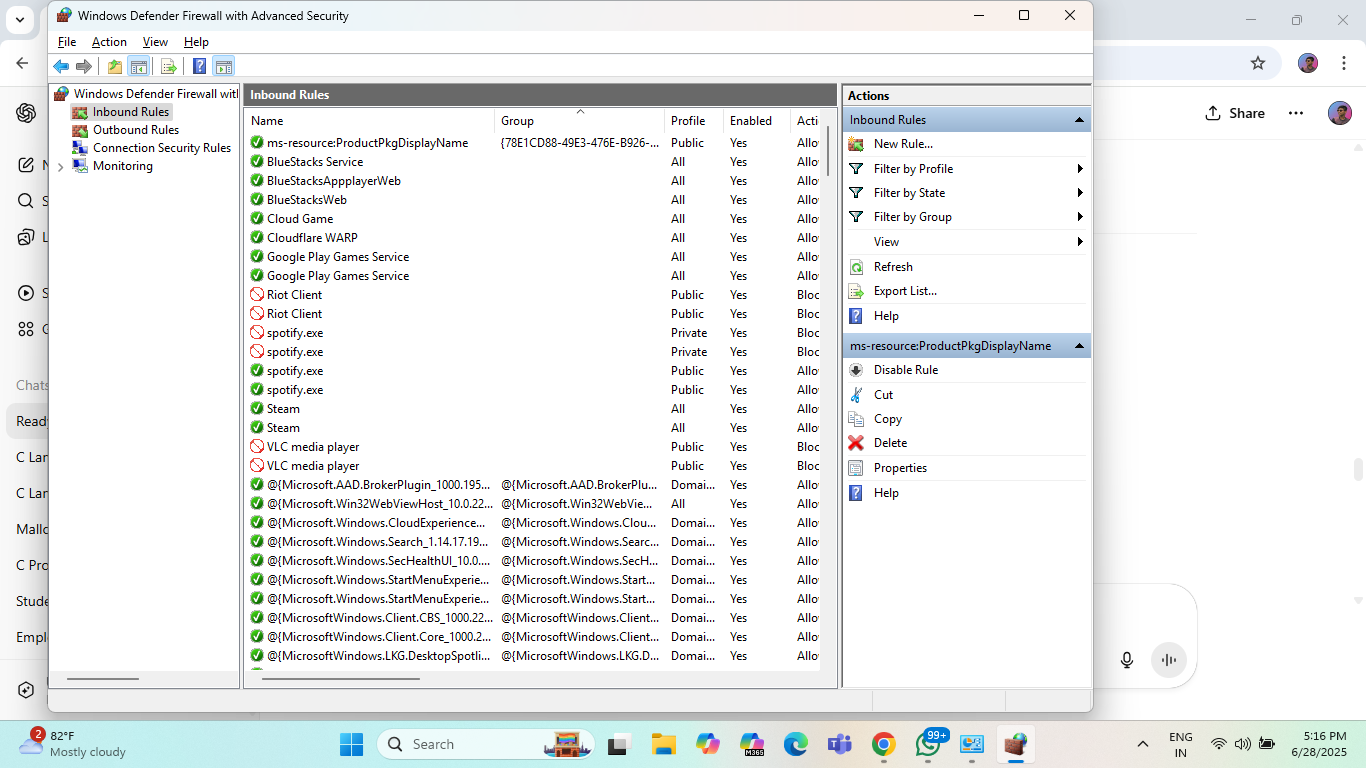 Windows Defender Firewall with Advanced Security
File Action View Help
Windows Defender Firewall wit
Inbound Rules
Outbound Rules
Connection Security Rules
Monitoring
Inbound Rules
Name Group Profile Enabled Acti
ms-resource:ProductPkgDisplayName {78E1CD88-49E3-476E-B926-... Public Yes Allo
BlueStacks Service All Yes Allo
BlueStacksAppplayerWeb All Yes Allo
BlueStacksWeb All Yes Allo
Cloud Game All Yes Allo
Cloudflare WARP All Yes Allo
Google Play Games Service All Yes Allo
Google Play Games Service All Yes Allo
Riot Client Public Yes Bloc
Riot Client Public Yes Bloc
spotify.exe Private Yes Bloc
spotify.exe Private Yes Bloc
spotify.exe Public Yes Allo
spotify.exe Public Yes Allo
Steam All Yes Allo
Steam All Yes Allo
VLC media player Public Yes Bloc
VLC media player Public Yes Bloc
@{Microsoft.AAD.BrokerPlugin_1000.195... @{Microsoft.AAD.BrokerPlu... Domai... Yes Allo
@{Microsoft.Win32WebViewHost_10.0.22... @{Microsoft.Win32WebVie... All Yes Allo
@{Microsoft.Windows.CloudExperience... @{Microsoft.Windows.Clou... Domai... Yes Allo
@{Microsoft.Windows.Search_1.14.17.19... @{Microsoft.Windows.Searc... Domai... Yes Allo
@{Microsoft.Windows.SecHealthUI_10.0.... @{Microsoft.Windows.SecH... Domai... Yes Allo
@{Microsoft.Windows.StartMenuExperie... @{Microsoft.Windows.Start... Domai... Yes Allo
@{Microsoft.Windows.StartMenuExperie... @{Microsoft.Windows.Start... Domai... Yes Allo
@{MicrosoftWindows.Client.CBS_1000.22... @{MicrosoftWindows.Client... Domai... Yes Allo
@{MicrosoftWindows.Client.Core_1000.2... @{MicrosoftWindows.Client... Domai... Yes Allo
@{MicrosoftWindows.LKG.DesktopSpotli... @{MicrosoftWindows.LKG.D... Domai... Yes Allo
Actions
Inbound Rules
New Rule...
Filter by Profile
Filter by State
Filter by Group
View
Refresh
Export List...
Help
ms-resource:ProductPkgDisplayName
Disable Rule
Cut
Copy
Delete
Properties
Help
Share
Chats
Ready
C Lan
C Lan
Mallo
C Pro
Stude
Empl
2
82°F
Mostly cloudy
Search
M365
99+
ENG
IN
5:16 PM
6/28/2025